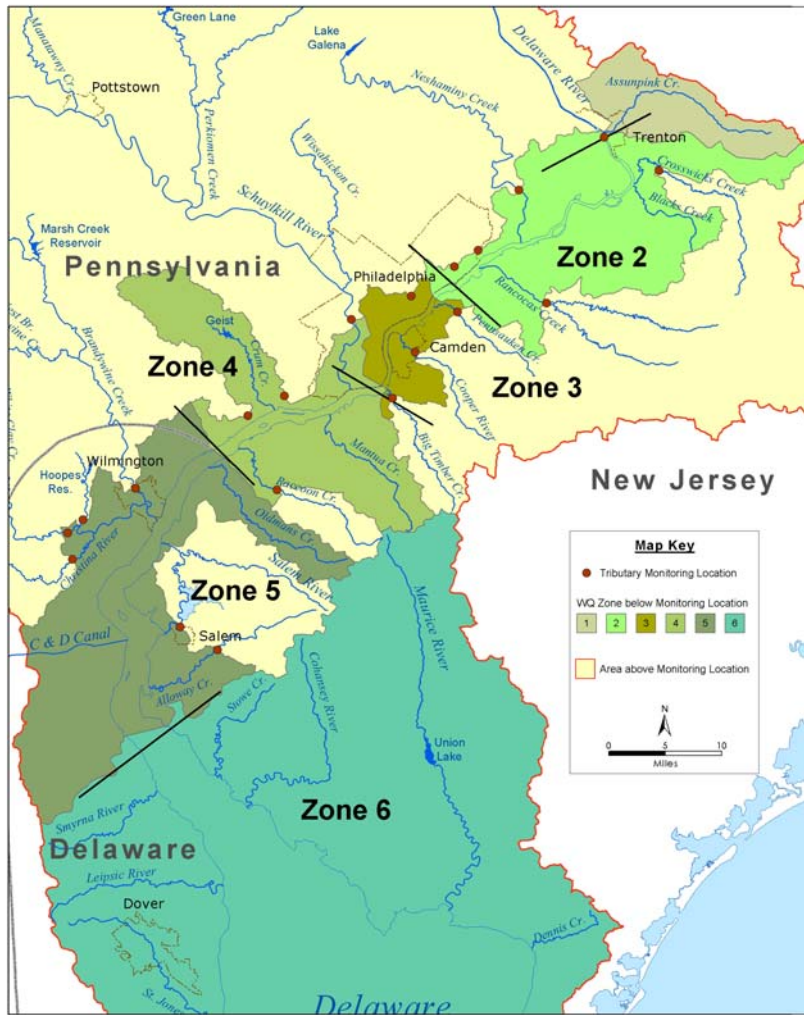 Green Lane
Lake
Galena
Manatawny Cr.
Pottstown
Perkiomen Creek
Neshaminy Creek
Delaware River
Assunpink Cr.
Trenton
Wissahickon Cr.
Crosswicks Creek
Blacks Creek
Schuylkill River
Marsh Creek
Reservoir
Pennsylvania
Zone 2
Philadelphia
Rancocas Creek
Pennsauken Cr.
Geist
Crum Cr.
Camden
Brandywine Creek
Zone 4
Zone 3
Cooper River
Big Timber Cr.
Mantua Cr.
Wilmington
Hoopes
Res.
Raccoon Cr.
Oldmans Cr.
New Jersey
Christina River
Salem River
Zone 5
Salem
C & D Canal
Alloway Cr.
Stowe Cr.
Cohansey River
Maurice River
Union
Lake
Zone 6
Smyrna River
Delaware
Leipsic River
Dover
St. Jones
Dennis Cr.
Delaware
Map Key
Tributary Monitoring Location
WQ Zone below Monitoring Location
1 2 3 4 5 6
Area above Monitoring Location
N
0 5 10
Miles